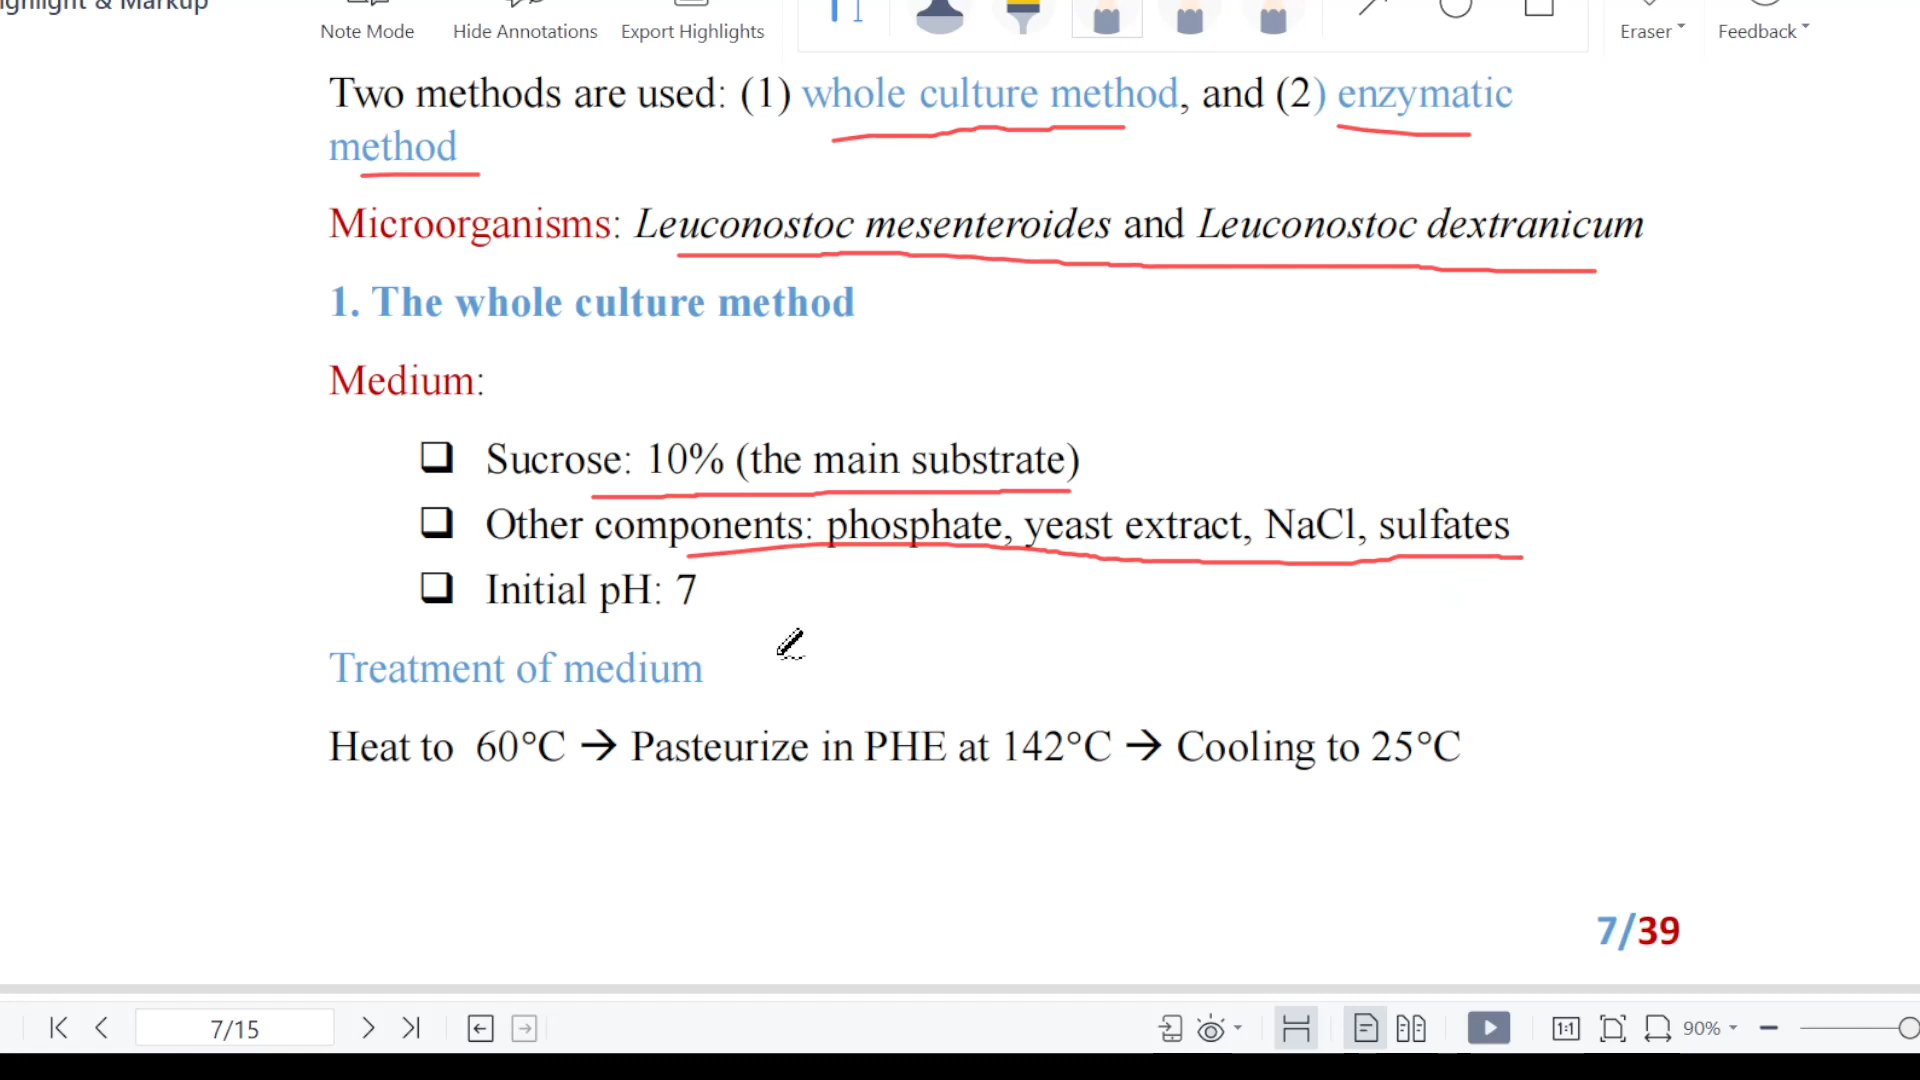 ighlight & Markup
Note Mode Hide Annotations Export Highlights Eraser Feedback
Two methods are used: (1) whole culture method, and (2) enzymatic
method
Microorganisms: Leuconostoc mesenteroides and Leuconostoc dextranicum
1. The whole culture method
Medium:
❑ Sucrose: 10% (the main substrate)
❑ Other components: phosphate, yeast extract, NaCl, sulfates
❑ Initial pH: 7
Treatment of medium
Heat to 60°C → Pasteurize in PHE at 142°C → Cooling to 25°C
7/39
7/15 1:1 90%